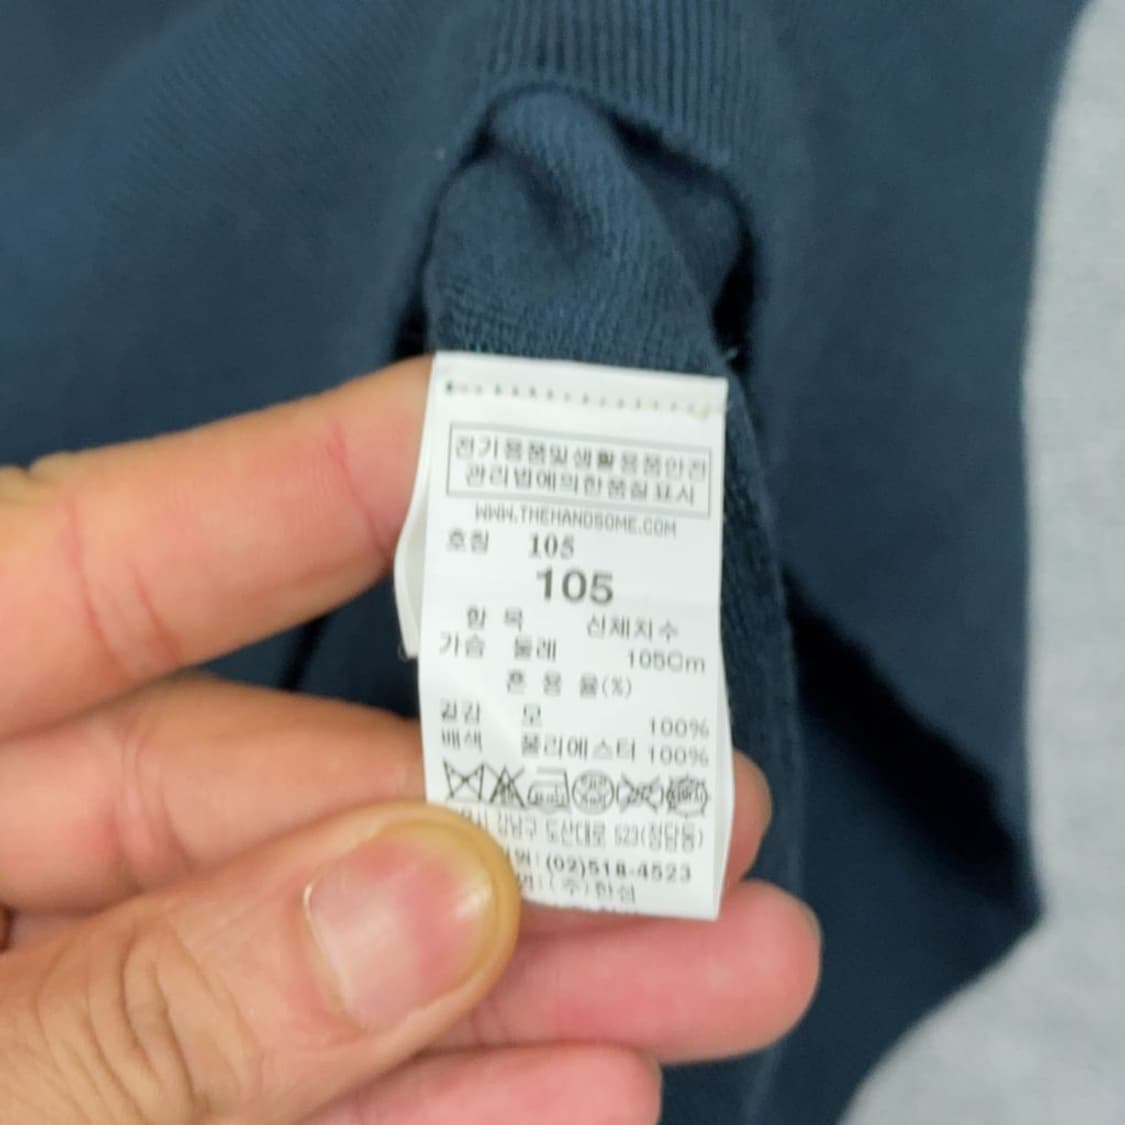 전기용품및생활용품안전
관리법에의한품질표시
WWW.THEHANDSOME.COM
호칭 105
105
항 목 신체치수
가슴 둘레 105Cm
혼 용 율(%)
겉감 모 100%
배색 폴리에스터 100%
강남구 도산대로 523(청담동)
(02)518-4523
(주)한섬